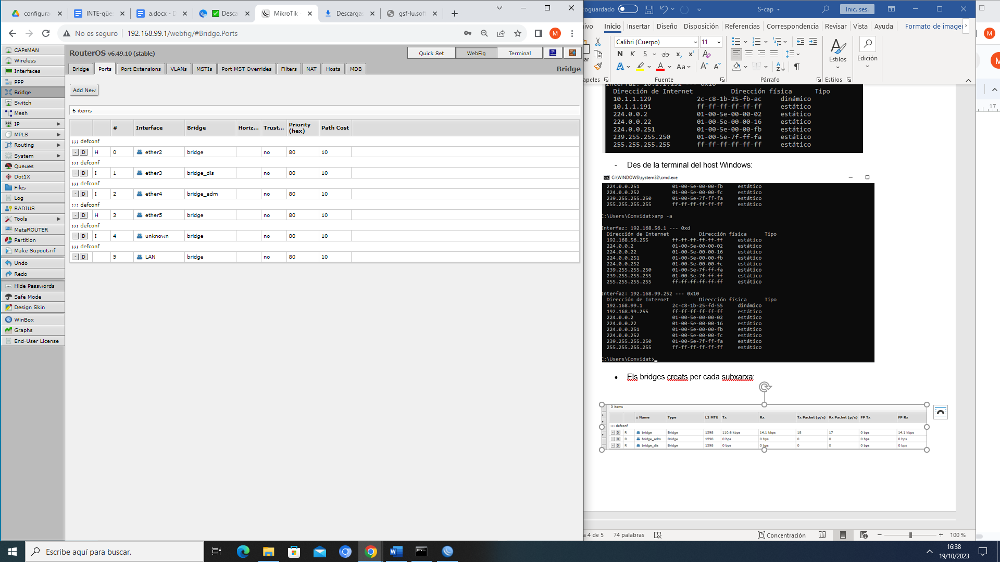 configura
INTE-qües
a.docx - D
Desca
MikroTik
Descarga
gsf-lu.sof
No es seguro
192.168.99.1/webfig/#Bridge.Ports
M
CAPsMAN
Wireless
Interfaces
PPP
Bridge
Switch
Mesh
IP
MPLS
Routing
System
Queues
Dot1X
Files
Log
RADIUS
Tools
MetaROUTER
Partition
Make Supout.rif
Undo
Redo
Hide Passwords
Safe Mode
Design Skin
WinBox
Graphs
End-User License
RouterOS v6.49.10 (stable)
Quick Set WebFig Terminal
Bridge Ports Port Extensions VLANs MSTIs Port MST Overrides Filters NAT Hosts MDB
Bridge
Add New
6 items
# Interface Bridge Horiz... Trust... Priority (hex) Path Cost
;;; defconf
- D H 0 ether2 bridge no 80 10
;;; defconf
- D I 1 ether3 bridge_dis no 80 10
;;; defconf
- D I 2 ether4 bridge_adm no 80 10
;;; defconf
- D H 3 ether5 bridge no 80 10
;;; defconf
- D I 4 unknown bridge no 80 10
;;; defconf
- D 5 LAN bridge no 80 10
toguardado S-cap Inic. ses.
ivo Inicio Insertar Diseño Disposición Referencias Correspondencia Revisar Vista Ayuda Formato de imagen
Calibri (Cuerpo) 11
N K S ab x₂ x²
Aa
Estilos
Edición
apeles Fuente Párrafo Estilos
17
Interfaz: 10.1.1.131 --- 0x10
Dirección de Internet Dirección física Tipo
10.1.1.129 2c-c8-1b-25-fb-ac dinámico
10.1.1.191 ff-ff-ff-ff-ff-ff estático
224.0.0.2 01-00-5e-00-00-02 estático
224.0.0.22 01-00-5e-00-00-16 estático
224.0.0.251 01-00-5e-00-00-fb estático
239.255.255.250 01-00-5e-7f-ff-fa estático
255.255.255.255 ff-ff-ff-ff-ff-ff estático
- Des de la terminal del host Windows:
C:\WINDOWS\system32\cmd.exe
224.0.0.251 01-00-5e-00-00-fb estático
224.0.0.252 01-00-5e-00-00-fc estático
239.255.255.250 01-00-5e-7f-ff-fa estático
255.255.255.255 ff-ff-ff-ff-ff-ff estático
C:\Users\Convidat>arp -a
Interfaz: 192.168.56.1 --- 0xd
Dirección de Internet Dirección física Tipo
192.168.56.255 ff-ff-ff-ff-ff-ff estático
224.0.0.2 01-00-5e-00-00-02 estático
224.0.0.22 01-00-5e-00-00-16 estático
224.0.0.251 01-00-5e-00-00-fb estático
224.0.0.252 01-00-5e-00-00-fc estático
239.255.255.250 01-00-5e-7f-ff-fa estático
239.255.255.255 01-00-5e-7f-ff-ff estático
255.255.255.255 ff-ff-ff-ff-ff-ff estático
Interfaz: 192.168.99.252 --- 0x10
Dirección de Internet Dirección física Tipo
192.168.99.1 2c-c8-1b-25-fd-55 dinámico
192.168.99.255 ff-ff-ff-ff-ff-ff estático
224.0.0.2 01-00-5e-00-00-02 estático
224.0.0.22 01-00-5e-00-00-16 estático
224.0.0.251 01-00-5e-00-00-fb estático
224.0.0.252 01-00-5e-00-00-fc estático
239.255.255.250 01-00-5e-7f-ff-fa estático
255.255.255.255 ff-ff-ff-ff-ff-ff estático
C:\Users\Convidat>
• Els bridges creats per cada subxarxa:
3 items
Name Type L2 MTU Tx Rx Tx Packet (p/s) Rx Packet (p/s) FP Tx FP Rx
;;; defconf
- D R bridge Bridge 1598 110.6 kbps 14.1 kbps 18 17 0 bps 14.1 kbps
- D R bridge_adm Bridge 1598 0 bps 0 bps 0 0 0 bps 0 bps
- D R bridge_dis Bridge 1598 0 bps 0 bps 0 0 0 bps 0 bps
a 4 de 5 74 palabras Concentración 100 %
Escribe aquí para buscar.
16:38
19/10/2023